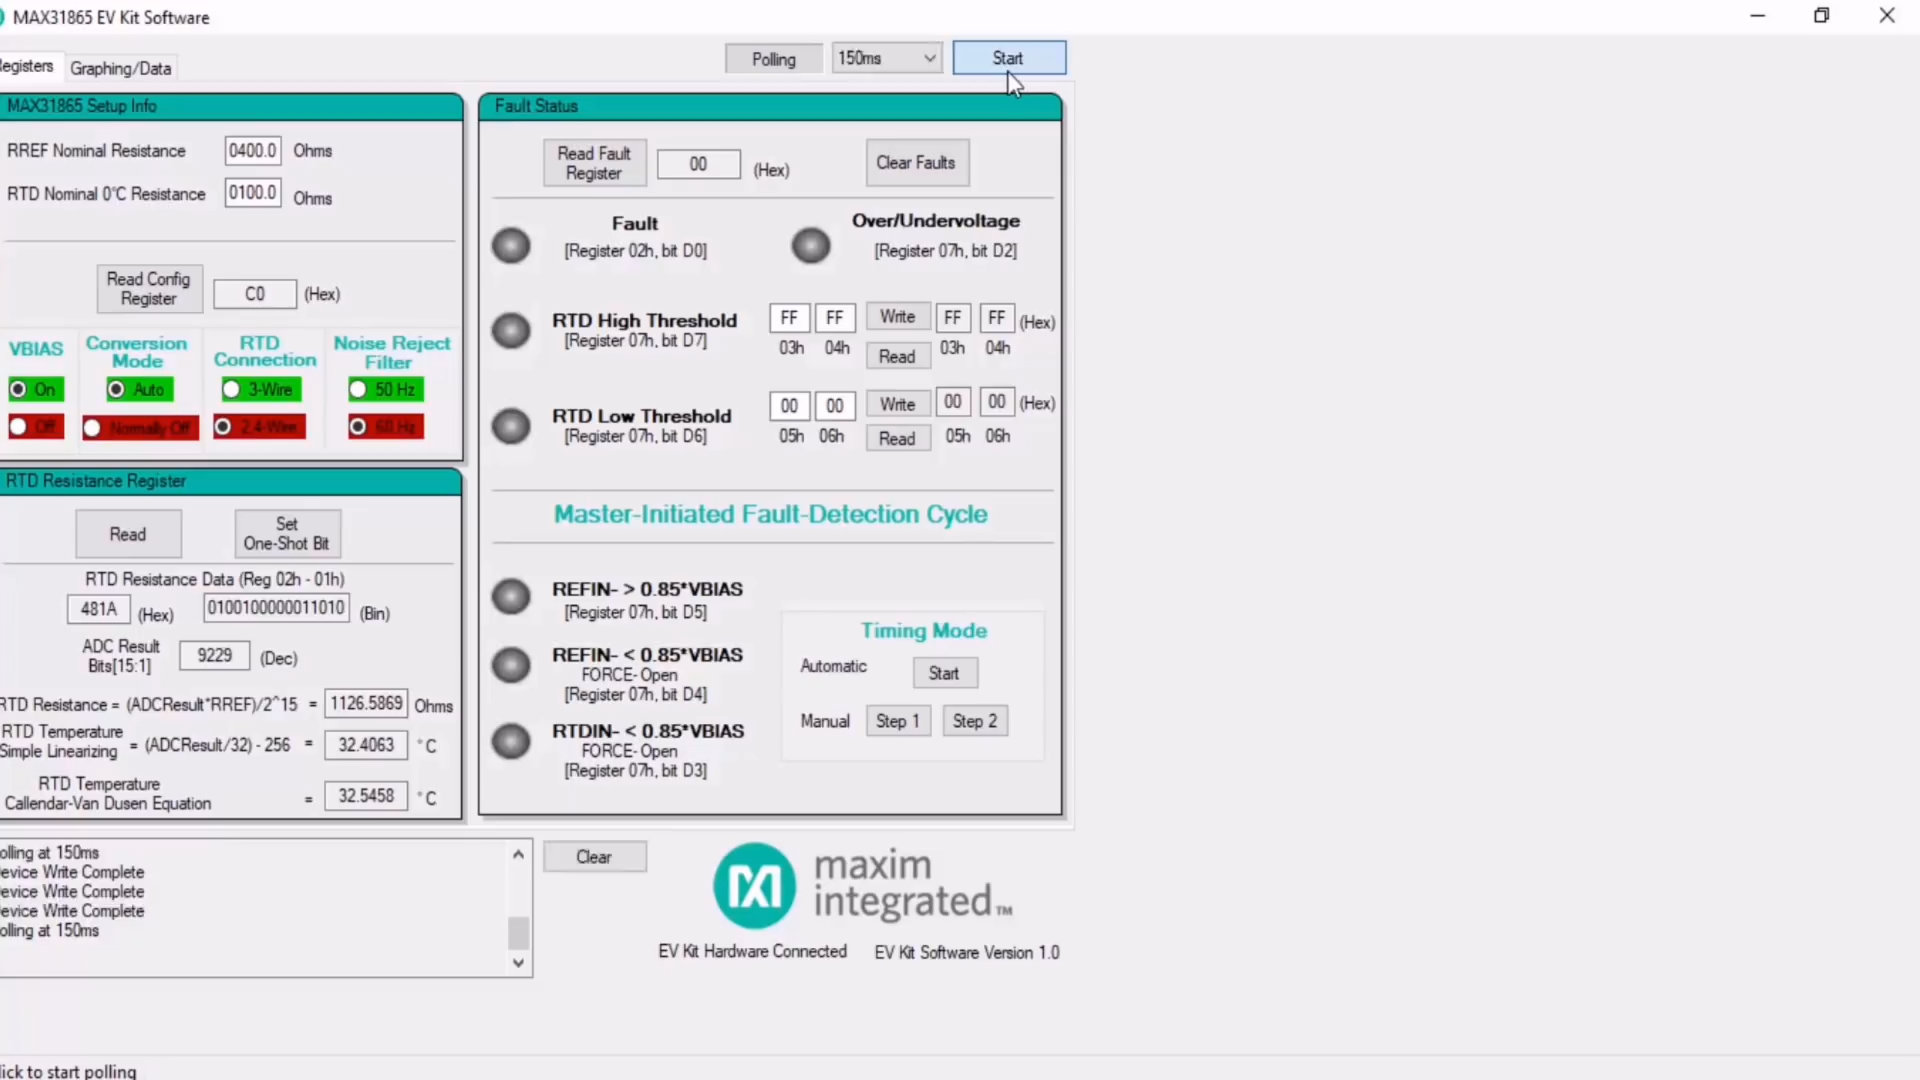 MAX31865 EV Kit Software
Registers Graphing/Data
Polling 150ms Start
MAX31865 Setup Info
RREF Nominal Resistance 0400.0 Ohms
RTD Nominal 0°C Resistance 0100.0 Ohms
Read Config Register C0 (Hex)
VBIAS
On
Off
Conversion Mode
Auto
Normally Off
RTD Connection
3-Wire
2,4-Wire
Noise Reject Filter
50 Hz
60 Hz
RTD Resistance Register
Read
Set One-Shot Bit
RTD Resistance Data (Reg 02h - 01h)
481A (Hex) 0100100000011010 (Bin)
ADC Result Bits[15:1] 9229 (Dec)
RTD Resistance = (ADCResult*RREF)/2^15 = 1126.5869 Ohms
RTD Temperature Simple Linearizing = (ADCResult/32) - 256 = 32.4063 °C
RTD Temperature Callendar-Van Dusen Equation = 32.5458 °C
Fault Status
Read Fault Register 00 (Hex) Clear Faults
Fault
[Register 02h, bit D0]
Over/Undervoltage
[Register 07h, bit D2]
RTD High Threshold
[Register 07h, bit D7]
FF FF Write FF FF (Hex)
03h 04h Read 03h 04h
RTD Low Threshold
[Register 07h, bit D6]
00 00 Write 00 00 (Hex)
05h 06h Read 05h 06h
Master-Initiated Fault-Detection Cycle
REFIN- > 0.85*VBIAS
[Register 07h, bit D5]
REFIN- < 0.85*VBIAS
FORCE- Open
[Register 07h, bit D4]
RTDIN- < 0.85*VBIAS
FORCE- Open
[Register 07h, bit D3]
Timing Mode
Automatic Start
Manual Step 1 Step 2
olling at 150ms
evice Write Complete
evice Write Complete
evice Write Complete
olling at 150ms
Clear
maxim
integrated™
EV Kit Hardware Connected EV Kit Software Version 1.0
lick to start polling